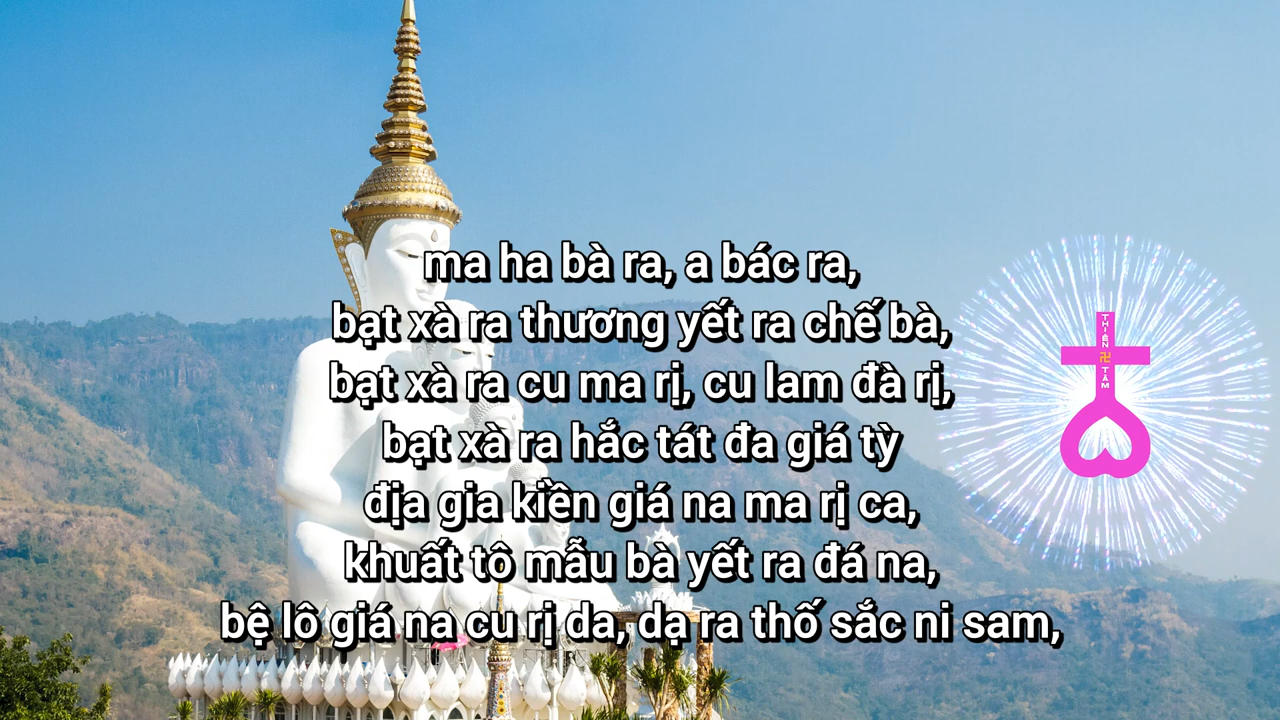 ma ha bà ra, a bác ra,
bạt xà ra thương yết ra chế bà,
bạt xà ra cu ma rị, cu lam đà rị,
bạt xà ra hắc tát đa giá tỳ
địa gia kiền giá na ma rị ca,
khuất tô mẫu bà yết ra đá na,
bệ lô giá na cu rị da, dạ ra thố sắc ni sam,
THIỀN
卍
TÂM